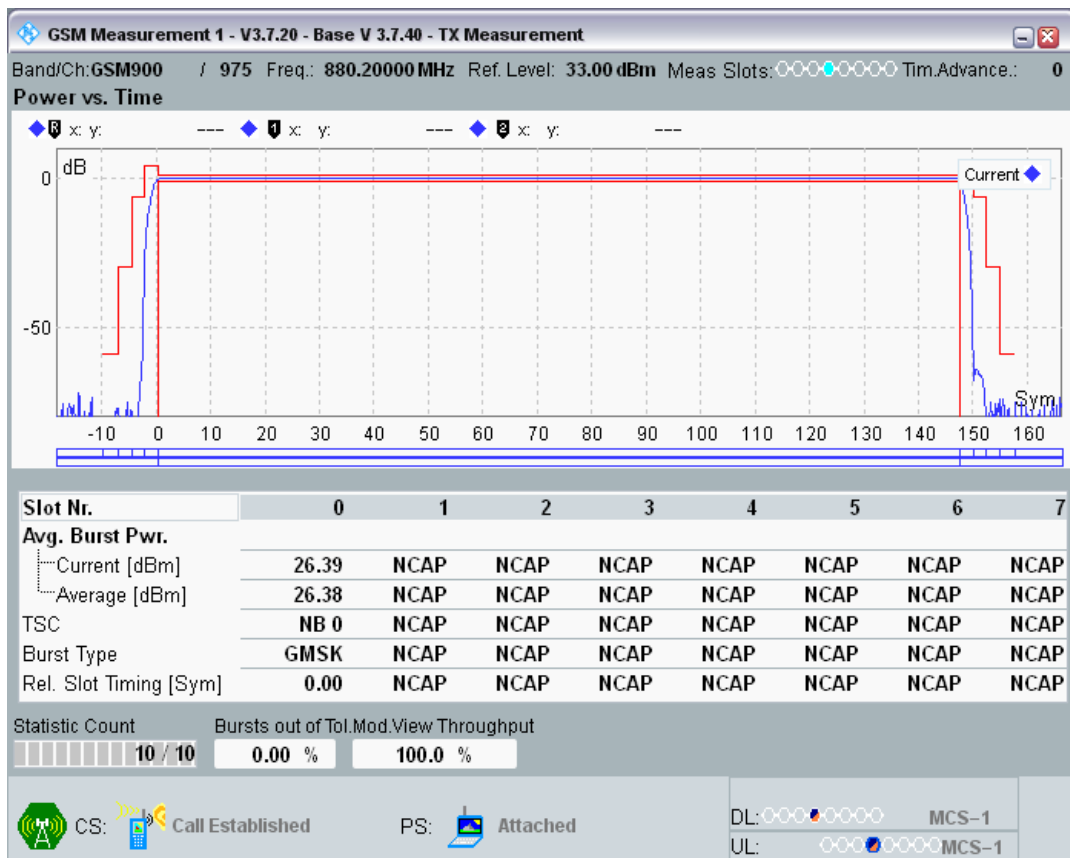 GSM Measurement 1 - V3.7.20 - Base V 3.7.40 - TX Measurement
Band/Ch:GSM900 / 975 Freq.: 880.20000 MHz Ref. Level: 33.00 dBm Meas Slots: Tim.Advance.: 0
Power vs. Time
R x: y: --- 1 x: y: --- 2 x: y: ---
dB
Current
0
-50
Sym
-10 0 10 20 30 40 50 60 70 80 90 100 110 120 130 140 150 160
Slot Nr. 0 1 2 3 4 5 6 7
Avg. Burst Pwr.
Current [dBm] 26.39 NCAP NCAP NCAP NCAP NCAP NCAP NCAP
Average [dBm] 26.38 NCAP NCAP NCAP NCAP NCAP NCAP NCAP
TSC NB 0 NCAP NCAP NCAP NCAP NCAP NCAP NCAP
Burst Type GMSK NCAP NCAP NCAP NCAP NCAP NCAP NCAP
Rel. Slot Timing [Sym] 0.00 NCAP NCAP NCAP NCAP NCAP NCAP NCAP
Statistic Count Bursts out of Tol.Mod.View Throughput
10 / 10 0.00 % 100.0 %
CS: Call Established PS: Attached
DL: MCS-1
UL: MCS-1